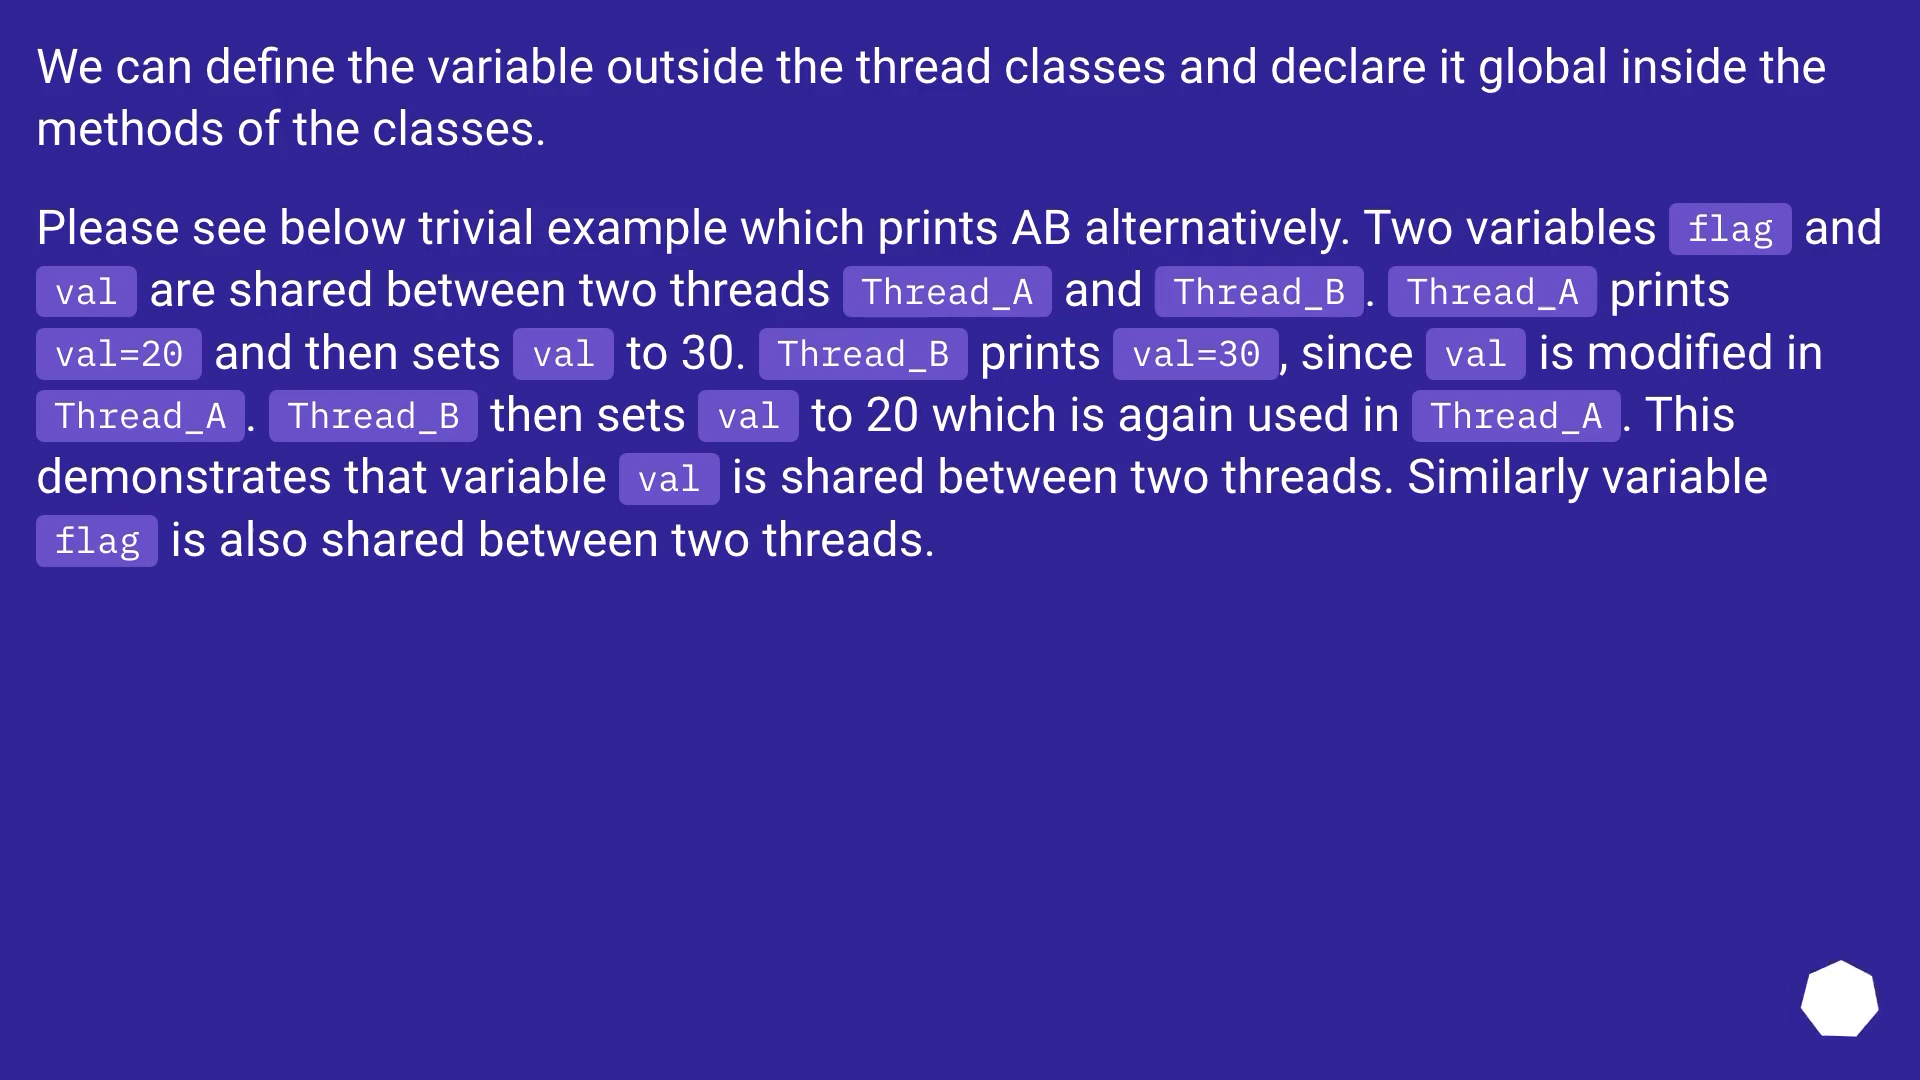 We can define the variable outside the thread classes and declare it global inside the
methods of the classes.
Please see below trivial example which prints AB alternatively. Two variables flag and
val are shared between two threads Thread_A and Thread_B . Thread_A prints
val=20 and then sets val to 30. Thread_B prints val=30 , since val is modified in
Thread_A . Thread_B then sets val to 20 which is again used in Thread_A . This
demonstrates that variable val is shared between two threads. Similarly variable
flag is also shared between two threads.